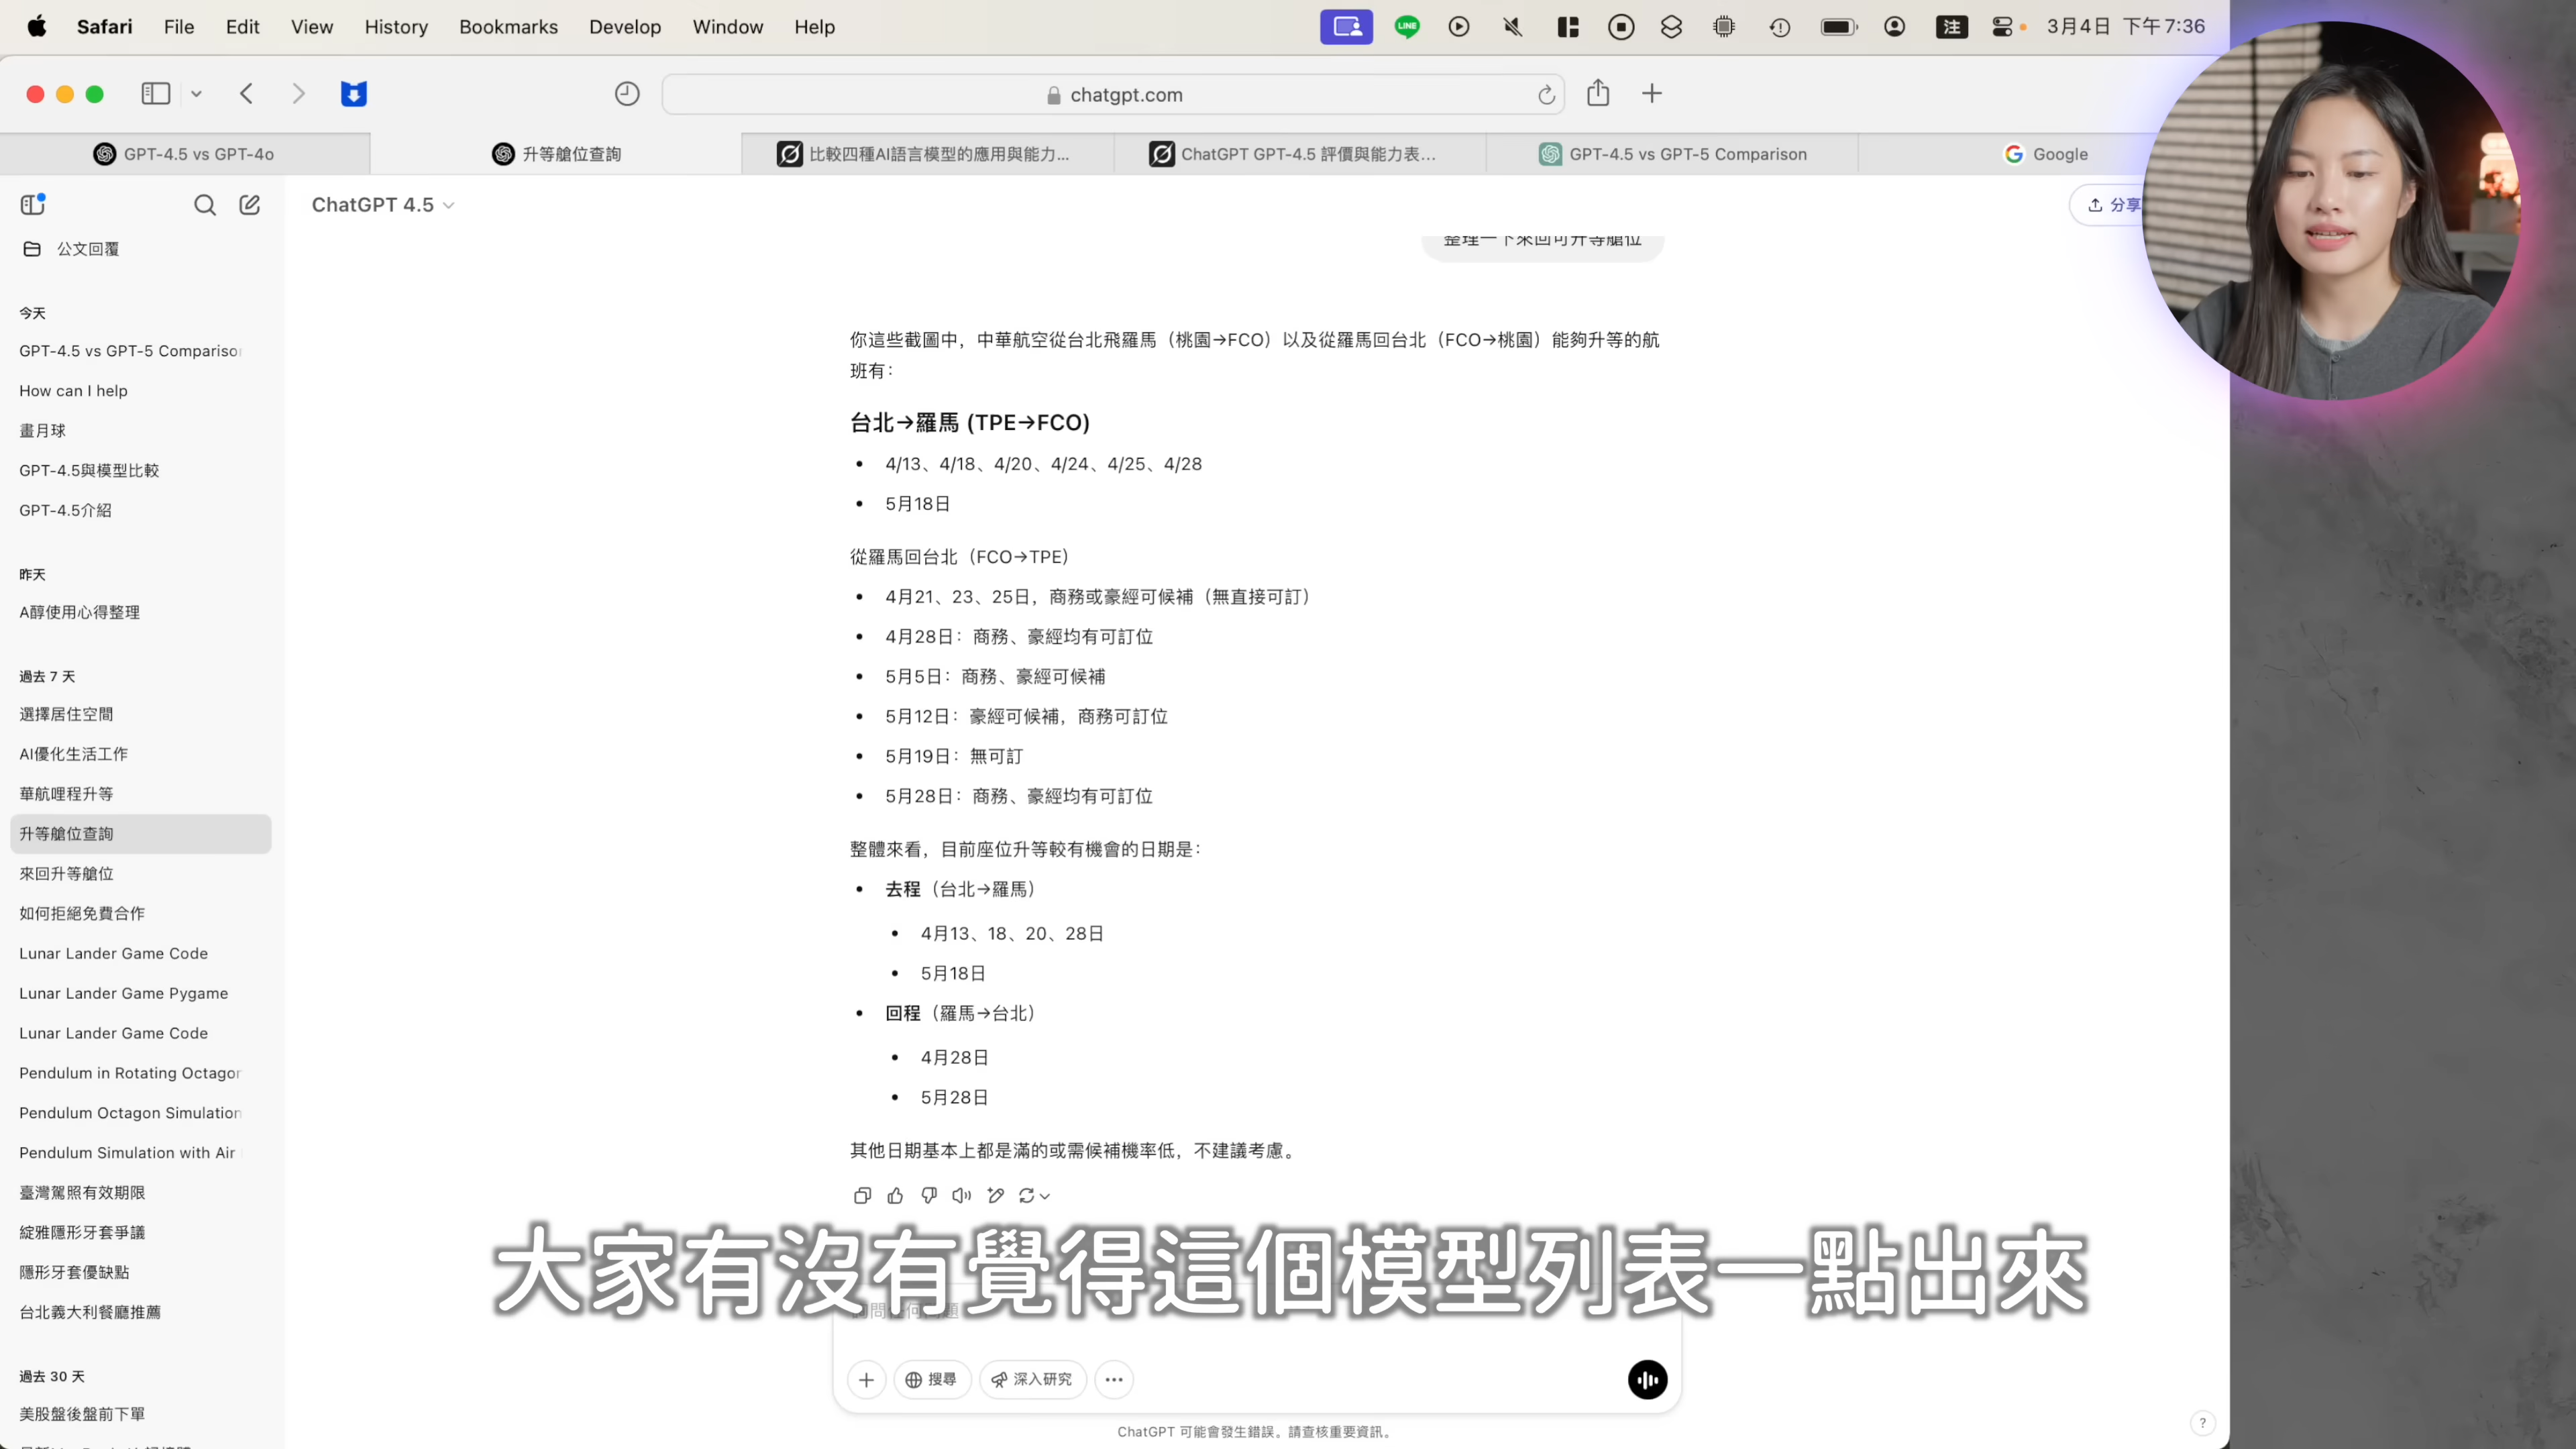 Safari File Edit View History Bookmarks Develop Window Help
LINE 注 3月4日 下午7:36
chatgpt.com
GPT-4.5 vs GPT-4o
升等艙位查詢
比較四種AI語言模型的應用與能力...
ChatGPT GPT-4.5 評價與能力表...
GPT-4.5 vs GPT-5 Comparison
Google
公文回覆
今天
GPT-4.5 vs GPT-5 Comparison
How can I help
畫月球
GPT-4.5與模型比較
GPT-4.5介紹
昨天
A醇使用心得整理
過去 7 天
選擇居住空間
AI優化生活工作
華航哩程升等
升等艙位查詢
來回升等艙位
如何拒絕免費合作
Lunar Lander Game Code
Lunar Lander Game Pygame
Lunar Lander Game Code
Pendulum in Rotating Octagon
Pendulum Octagon Simulation
Pendulum Simulation with Air
臺灣駕照有效期限
綻雅隱形牙套爭議
隱形牙套優缺點
台北義大利餐廳推薦
過去 30 天
美股盤後盤前下單
ChatGPT 4.5
分享
整理一下來回可升等艙位
你這些截圖中，中華航空從台北飛羅馬（桃園→FCO）以及從羅馬回台北（FCO→桃園）能夠升等的航
班有：
台北→羅馬 (TPE→FCO)
• 4/13、4/18、4/20、4/24、4/25、4/28
• 5月18日
從羅馬回台北（FCO→TPE）
• 4月21、23、25日，商務或豪經可候補（無直接可訂）
• 4月28日：商務、豪經均有可訂位
• 5月5日：商務、豪經可候補
• 5月12日：豪經可候補，商務可訂位
• 5月19日：無可訂
• 5月28日：商務、豪經均有可訂位
整體來看，目前座位升等較有機會的日期是：
• 去程（台北→羅馬）
• 4月13、18、20、28日
• 5月18日
• 回程（羅馬→台北）
• 4月28日
• 5月28日
其他日期基本上都是滿的或需候補機率低，不建議考慮。
大家有沒有覺得這個模型列表一點出來
搜尋
深入研究
ChatGPT 可能會發生錯誤。請查核重要資訊。
?